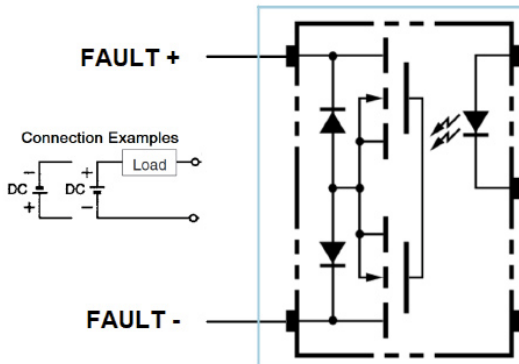 FAULT +
Connection Examples
Load
- +
DC DC
+ -
FAULT -